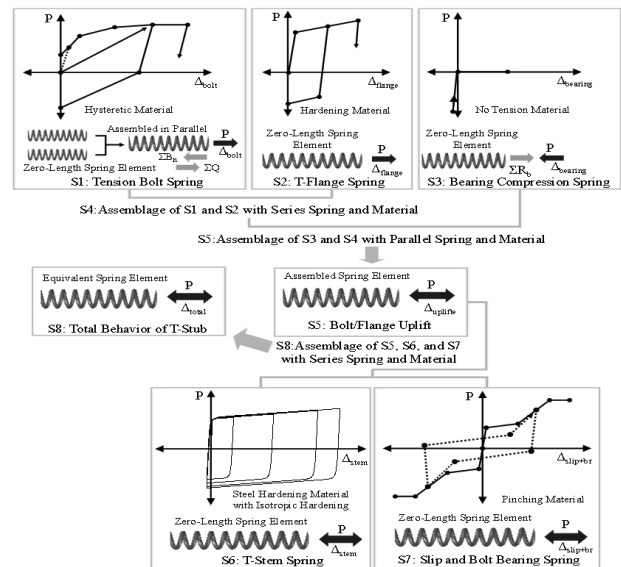 P
Δbolt
Hysteretic Material
Assembled in Parallel
P
Δbolt
ΣBn
ΣQ
Zero-Length Spring Element
S1: Tension Bolt Spring
P
Δflange
Hardening Material
Zero-Length Spring
Element
P
Δflange
S2: T-Flange Spring
P
Δbearing
No Tension Material
Zero-Length Spring
Element
P
ΣRb
Δbearing
S3: Bearing Compression Spring
S4: Assemblage of S1 and S2 with Series Spring and Material
S5: Assemblage of S3 and S4 with Parallel Spring and Material
Equivalent Spring Element
P
Δtotal
S8: Total Behavior of T-Stub
Assembled Spring Element
P
Δuplifte
S5: Bolt/Flange Uplift
S8:Assemblage of S5, S6, and S7
with Series Spring and Material
P
Δstem
Steel Hardening Material
with Isotropic Hardening
Zero-Length Spring Element
P
Δstem
S6: T-Stem Spring
P
Δslip+br
Pinching Material
Zero-Length Spring Element
P
Δslip+br
S7: Slip and Bolt Bearing Spring